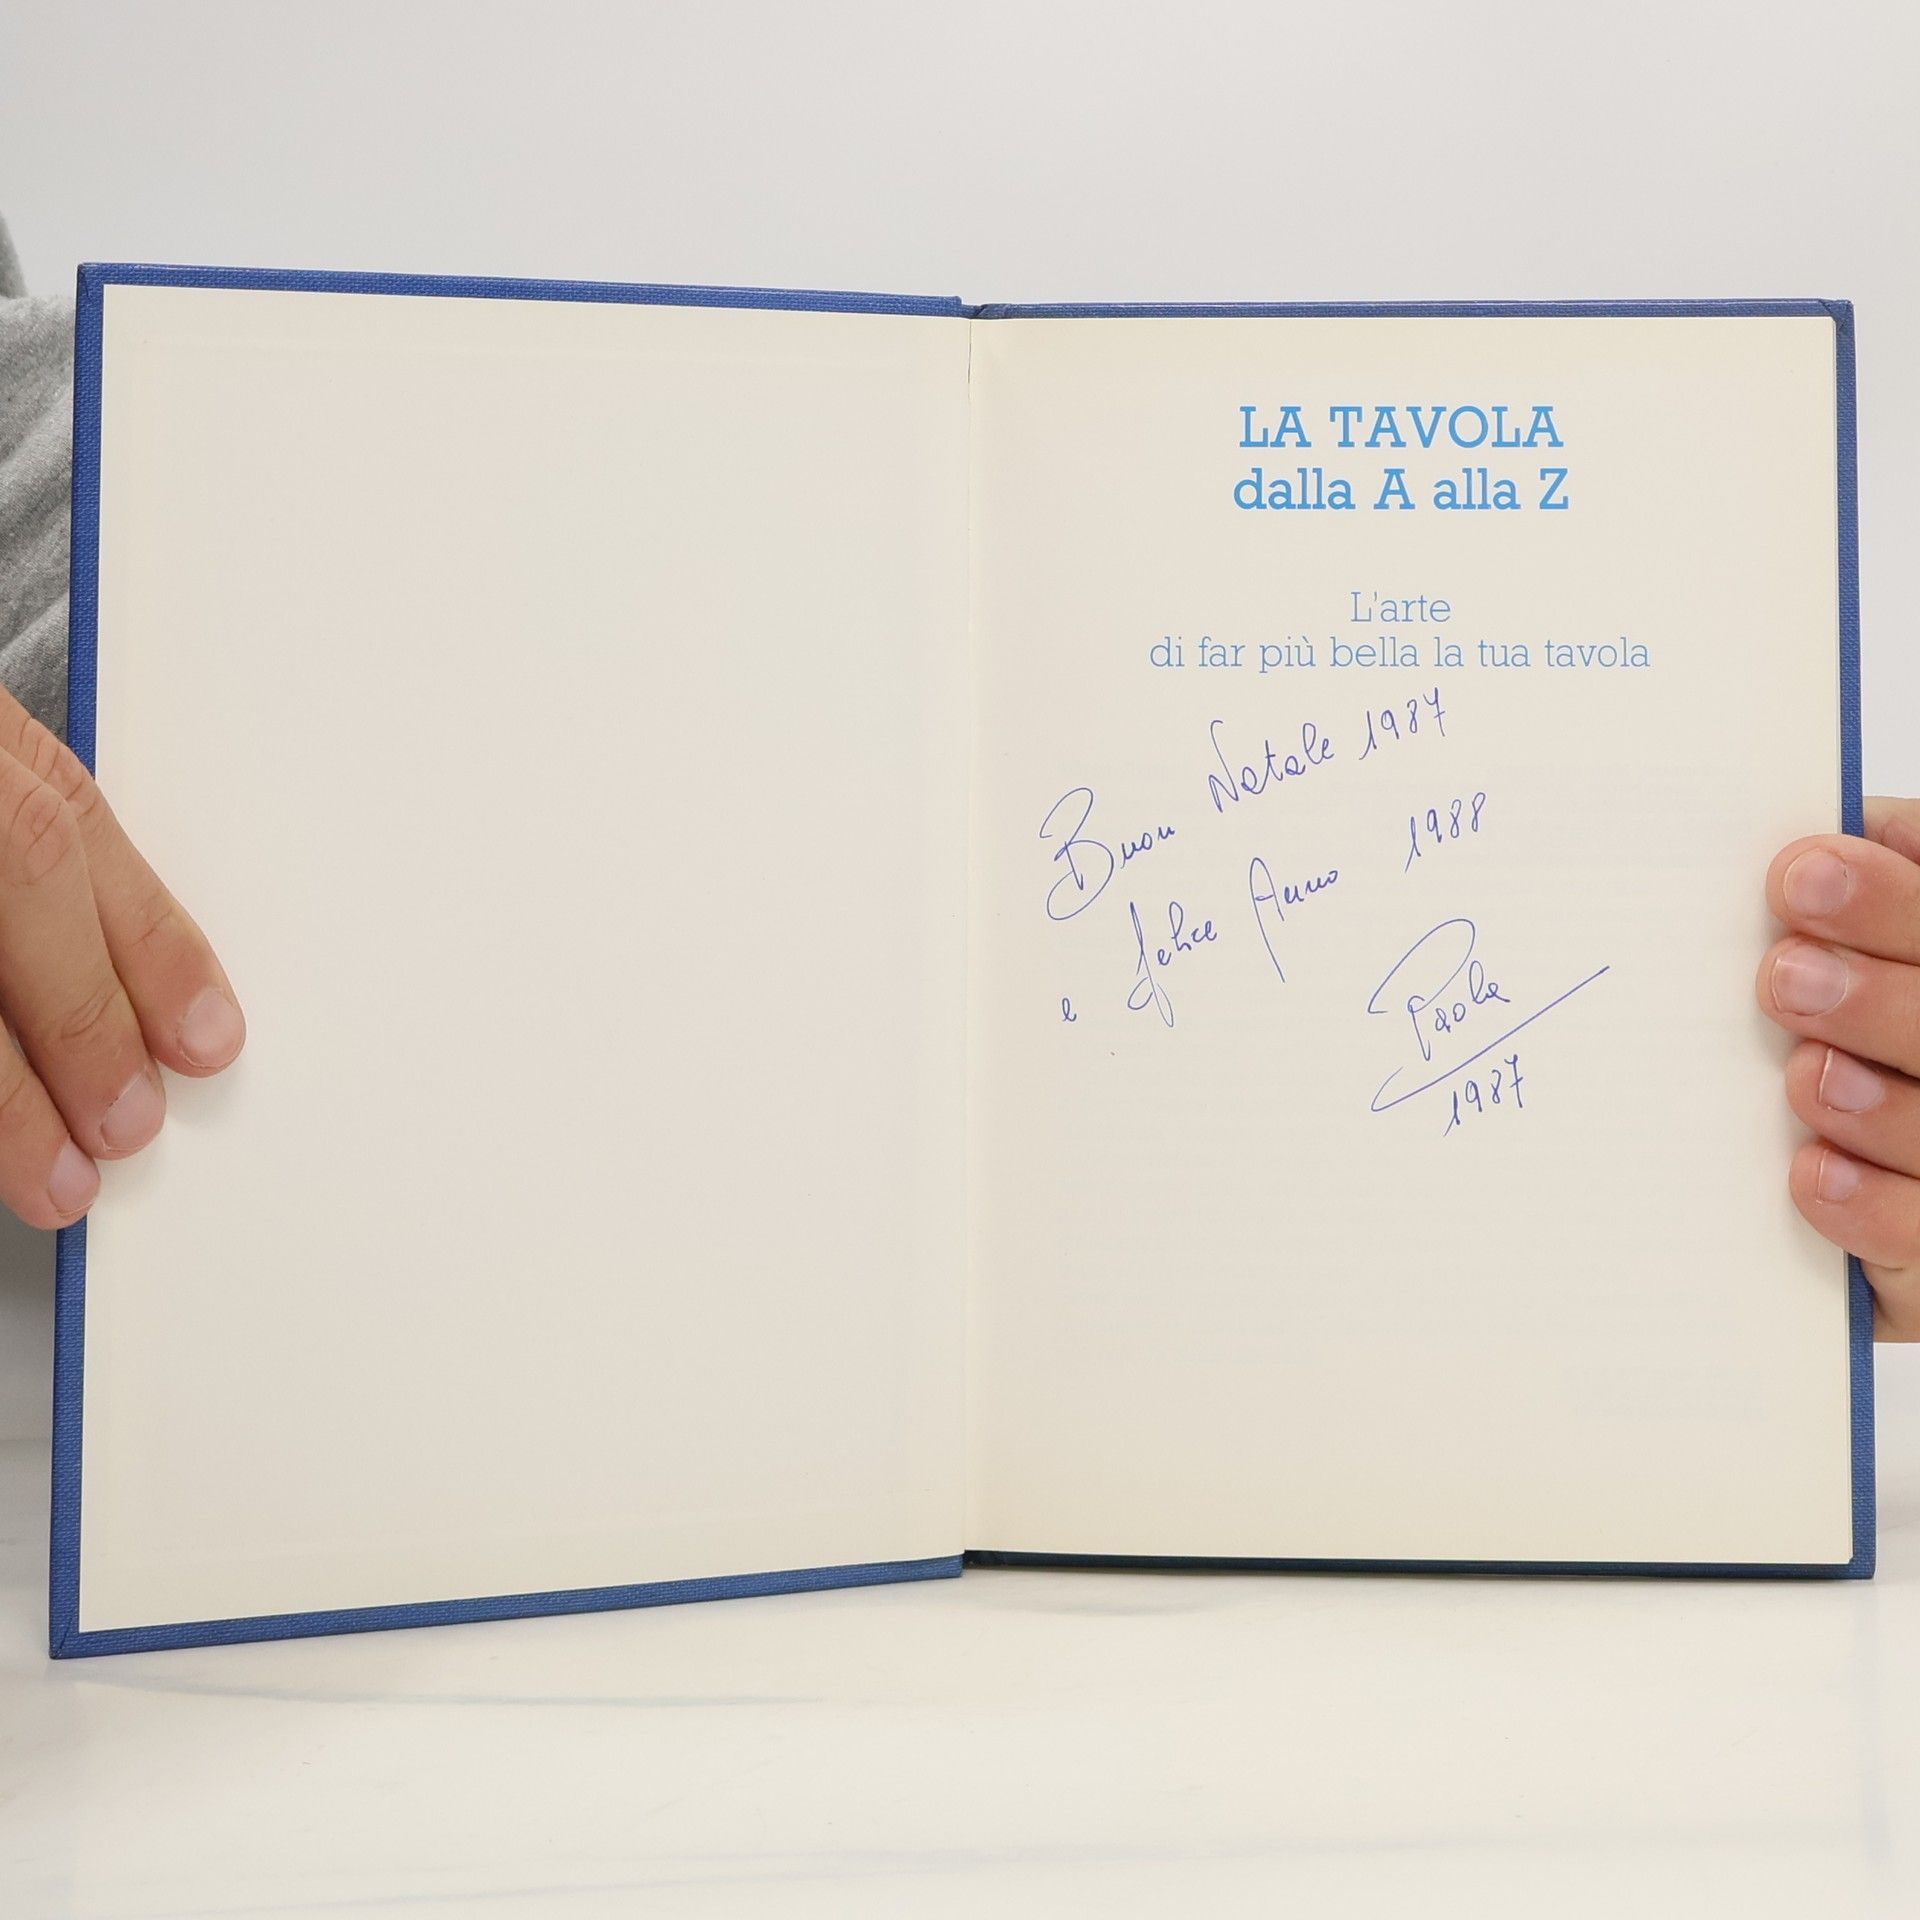 LA TAVOLA
dalla A alla Z
L'arte
di far più bella la tua tavola
Buon Natale 1987
e felice Anno 1988
Paola
1987